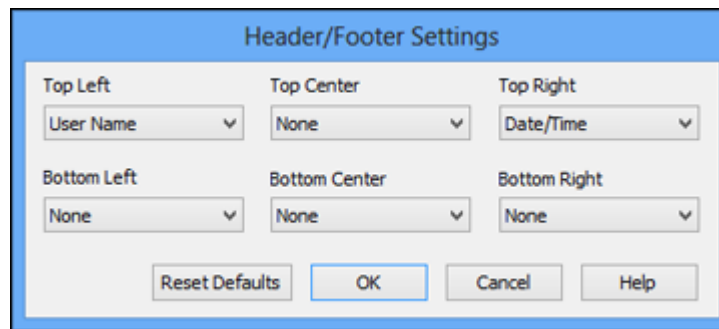 Header/Footer Settings
Top Left Top Center Top Right
User Name None Date/Time
Bottom Left Bottom Center Bottom Right
None None None
Reset Defaults OK Cancel Help